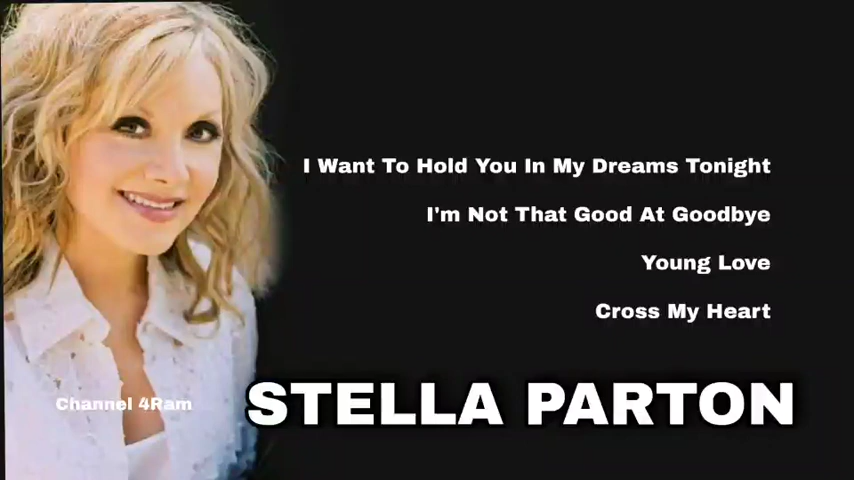 I Want To Hold You In My Dreams Tonight
I'm Not That Good At Goodbye
Young Love
Cross My Heart
STELLA PARTON
Channel 4Ram